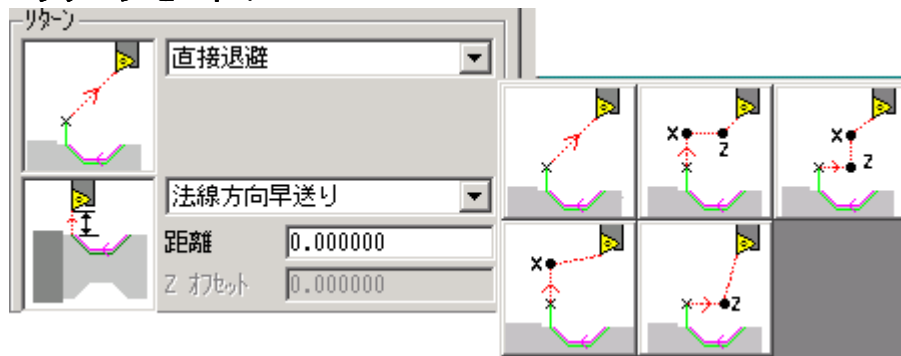 リターン
直接退避
法線方向早送り
距離 0.000000
Z オフセット 0.000000
X
Z
X
Z
X
Z